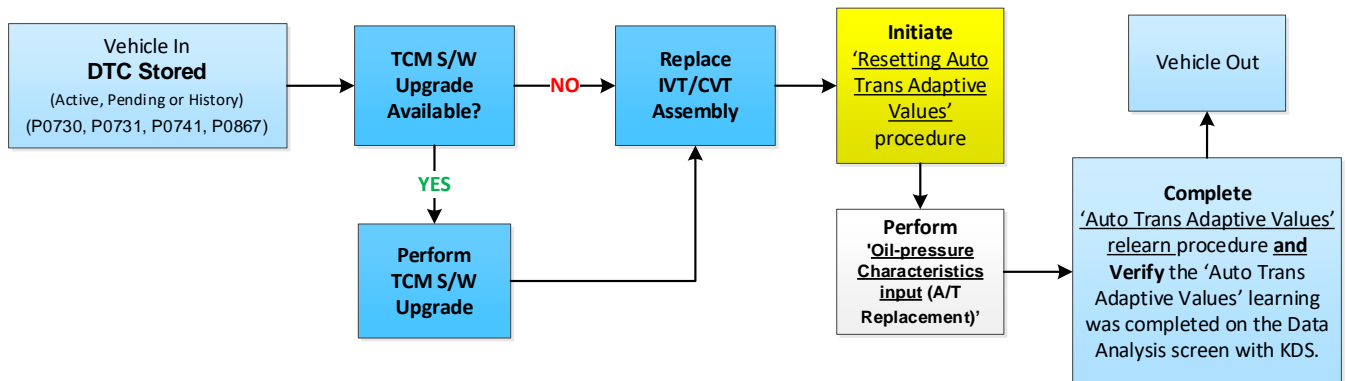 Vehicle In
DTC Stored
(Active, Pending or History)
(P0730, P0731, P0741, P0867)
TCM S/W
Upgrade
Available?
NO
YES
Perform
TCM S/W
Upgrade
Replace
IVT/CVT
Assembly
Initiate
‘Resetting Auto
Trans Adaptive
Values’
procedure
Perform
'Oil-pressure
Characteristics
input (A/T
Replacement)’
Complete
‘Auto Trans Adaptive Values’
relearn procedure and
Verify the ‘Auto Trans
Adaptive Values’ learning
was completed on the Data
Analysis screen with KDS.
Vehicle Out